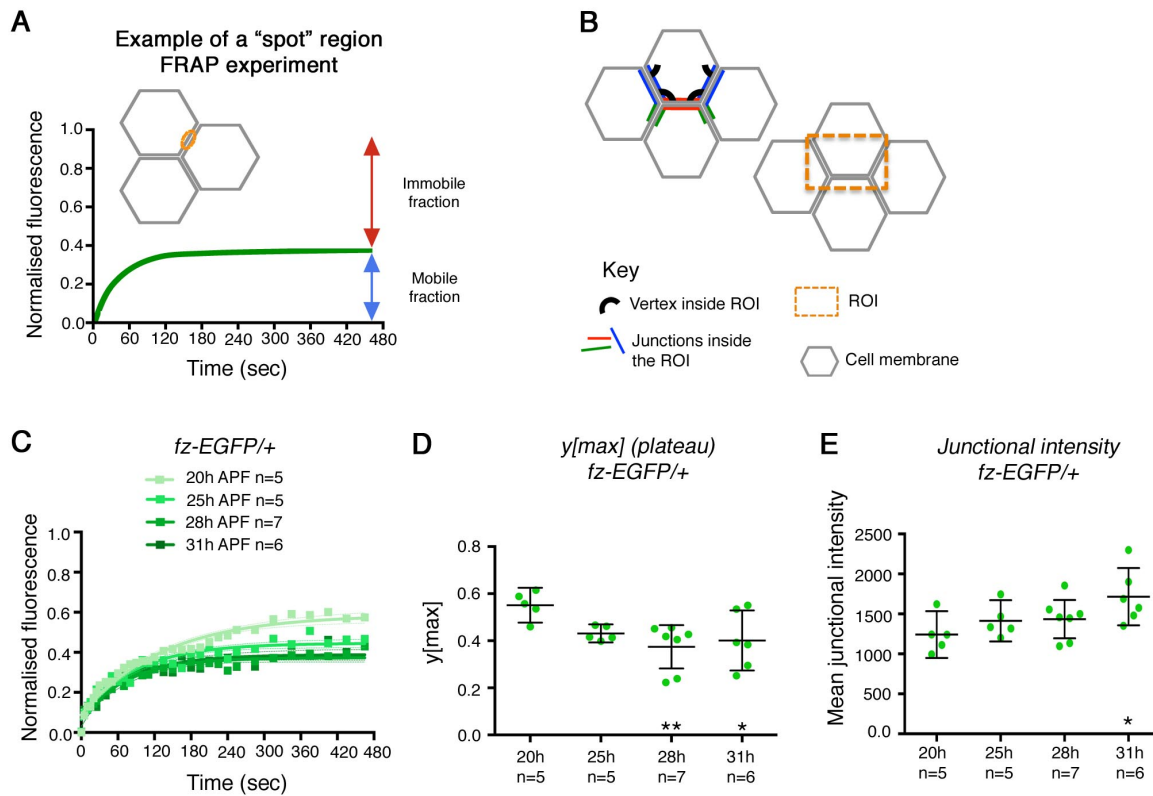 A
Example of a “spot” region
FRAP experiment
Normalised fluorescence
1.0
0.8
0.6
0.4
0.2
0.0
0 60 120 180 240 300 360 420 480
Time (sec)
Immobile
fraction
Mobile
fraction
B
Key
Vertex inside ROI
Junctions inside
the ROI
ROI
Cell membrane
C
fz-EGFP/+
20h APF n=5
25h APF n=5
28h APF n=7
31h APF n=6
Normalised fluorescence
1.0
0.8
0.6
0.4
0.2
0.0
0 60 120 180 240 300 360 420 480
Time (sec)
D
y[max] (plateau)
fz-EGFP/+
y[max]
0.8
0.6
0.4
0.2
0.0
** *
20h 25h 28h 31h
n=5 n=5 n=7 n=6
E
Junctional intensity
fz-EGFP/+
Mean junctional intensity
2500
2000
1500
1000
500
0.0
*
20h 25h 28h 31h
n=5 n=5 n=7 n=6